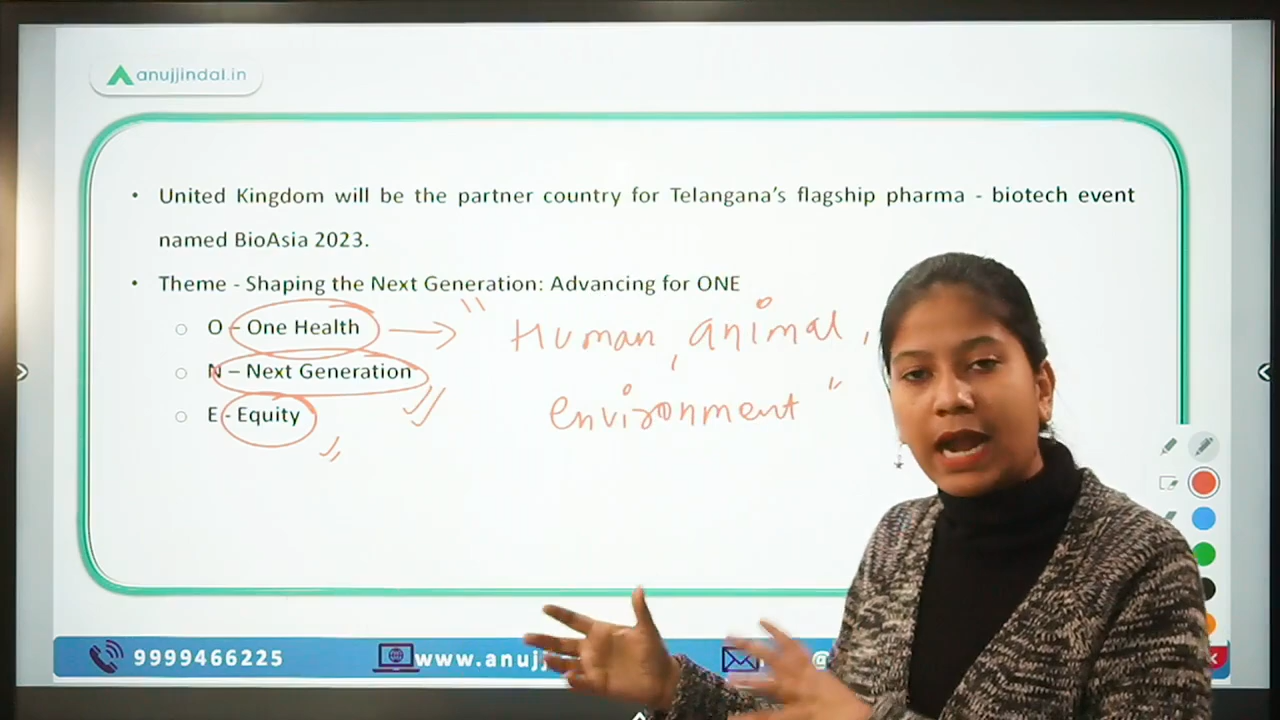 anujjindal.in
• United Kingdom will be the partner country for Telangana's flagship pharma - biotech event
named BioAsia 2023.
• Theme - Shaping the Next Generation: Advancing for ONE
○ O – One Health → " Human, animal,
○ N – Next Generation
environment "
○ E - Equity
9999466225
www.anujj
@